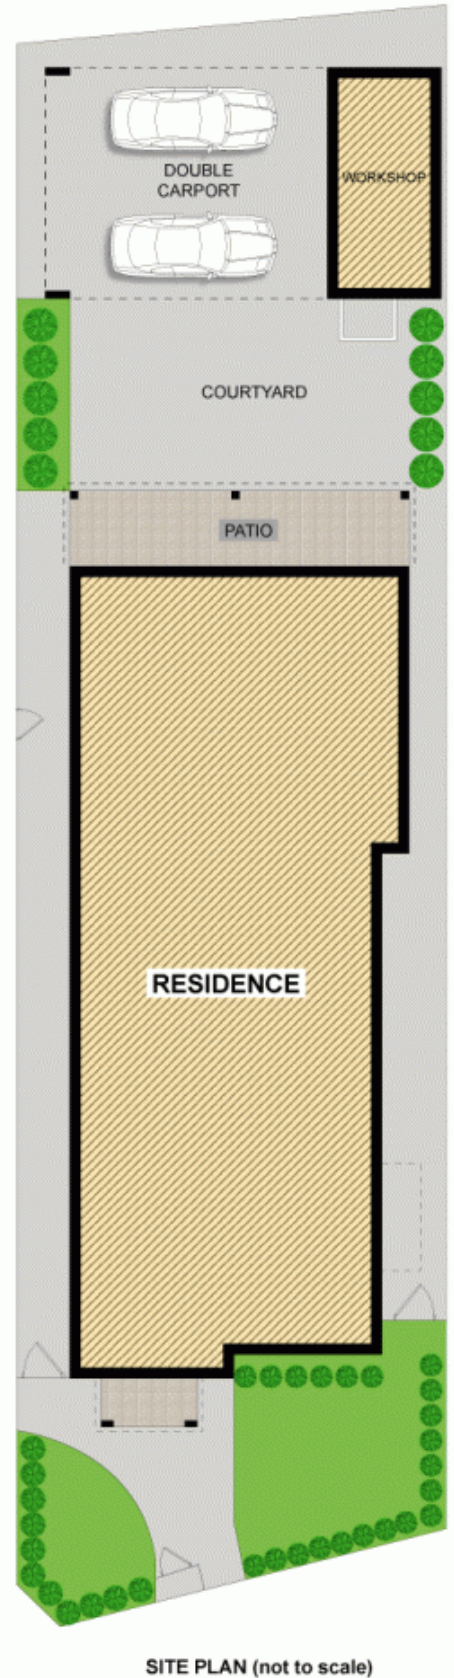 DOUBLE
CARPORT
WORKSHOP
COURTYARD
PATIO
RESIDENCE
SITE PLAN (not to scale)